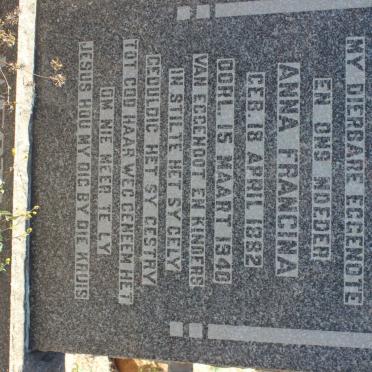 MY DIERBARE EGGENOTE
EN ONS MOEDER
ANNA FRANCINA
GEB. 18 APRIL 1882
OORL. 15 MAART 1940
VAN EGGENOOT EN KINDERS
IN STILTE HET SY GELY
GEDULDIG HET SY GESTRY
TOT GOD HAAR WEGGENEEM HET
OM NIE MEER TE LY
JESUS HOU MY DIG BY DIE KRUIS